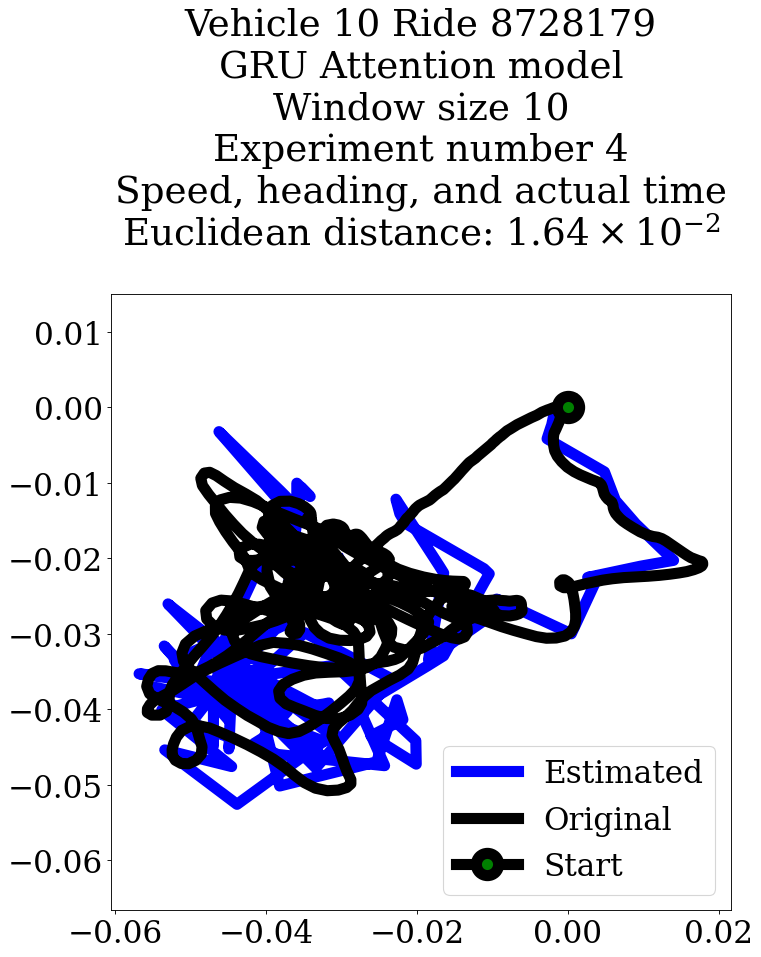 Vehicle 10 Ride 8728179
GRU Attention model
Window size 10
Experiment number 4
Speed, heading, and actual time
Euclidean distance: 1.64 × 10⁻²
0.01
0.00
−0.01
−0.02
−0.03
−0.04
−0.05
−0.06
Estimated
Original
Start
−0.06 −0.04 −0.02 0.00 0.02